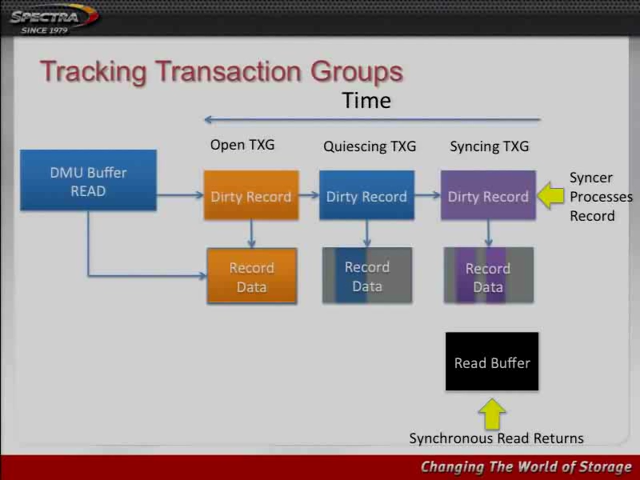 SPECTRA
SINCE 1979
Tracking Transaction Groups
Time
Open TXG
Quiescing TXG
Syncing TXG
DMU Buffer
READ
Dirty Record
Dirty Record
Dirty Record
Syncer
Processes
Record
Record
Data
Record
Data
Record
Data
Read Buffer
Synchronous Read Returns
Changing The World of Storage